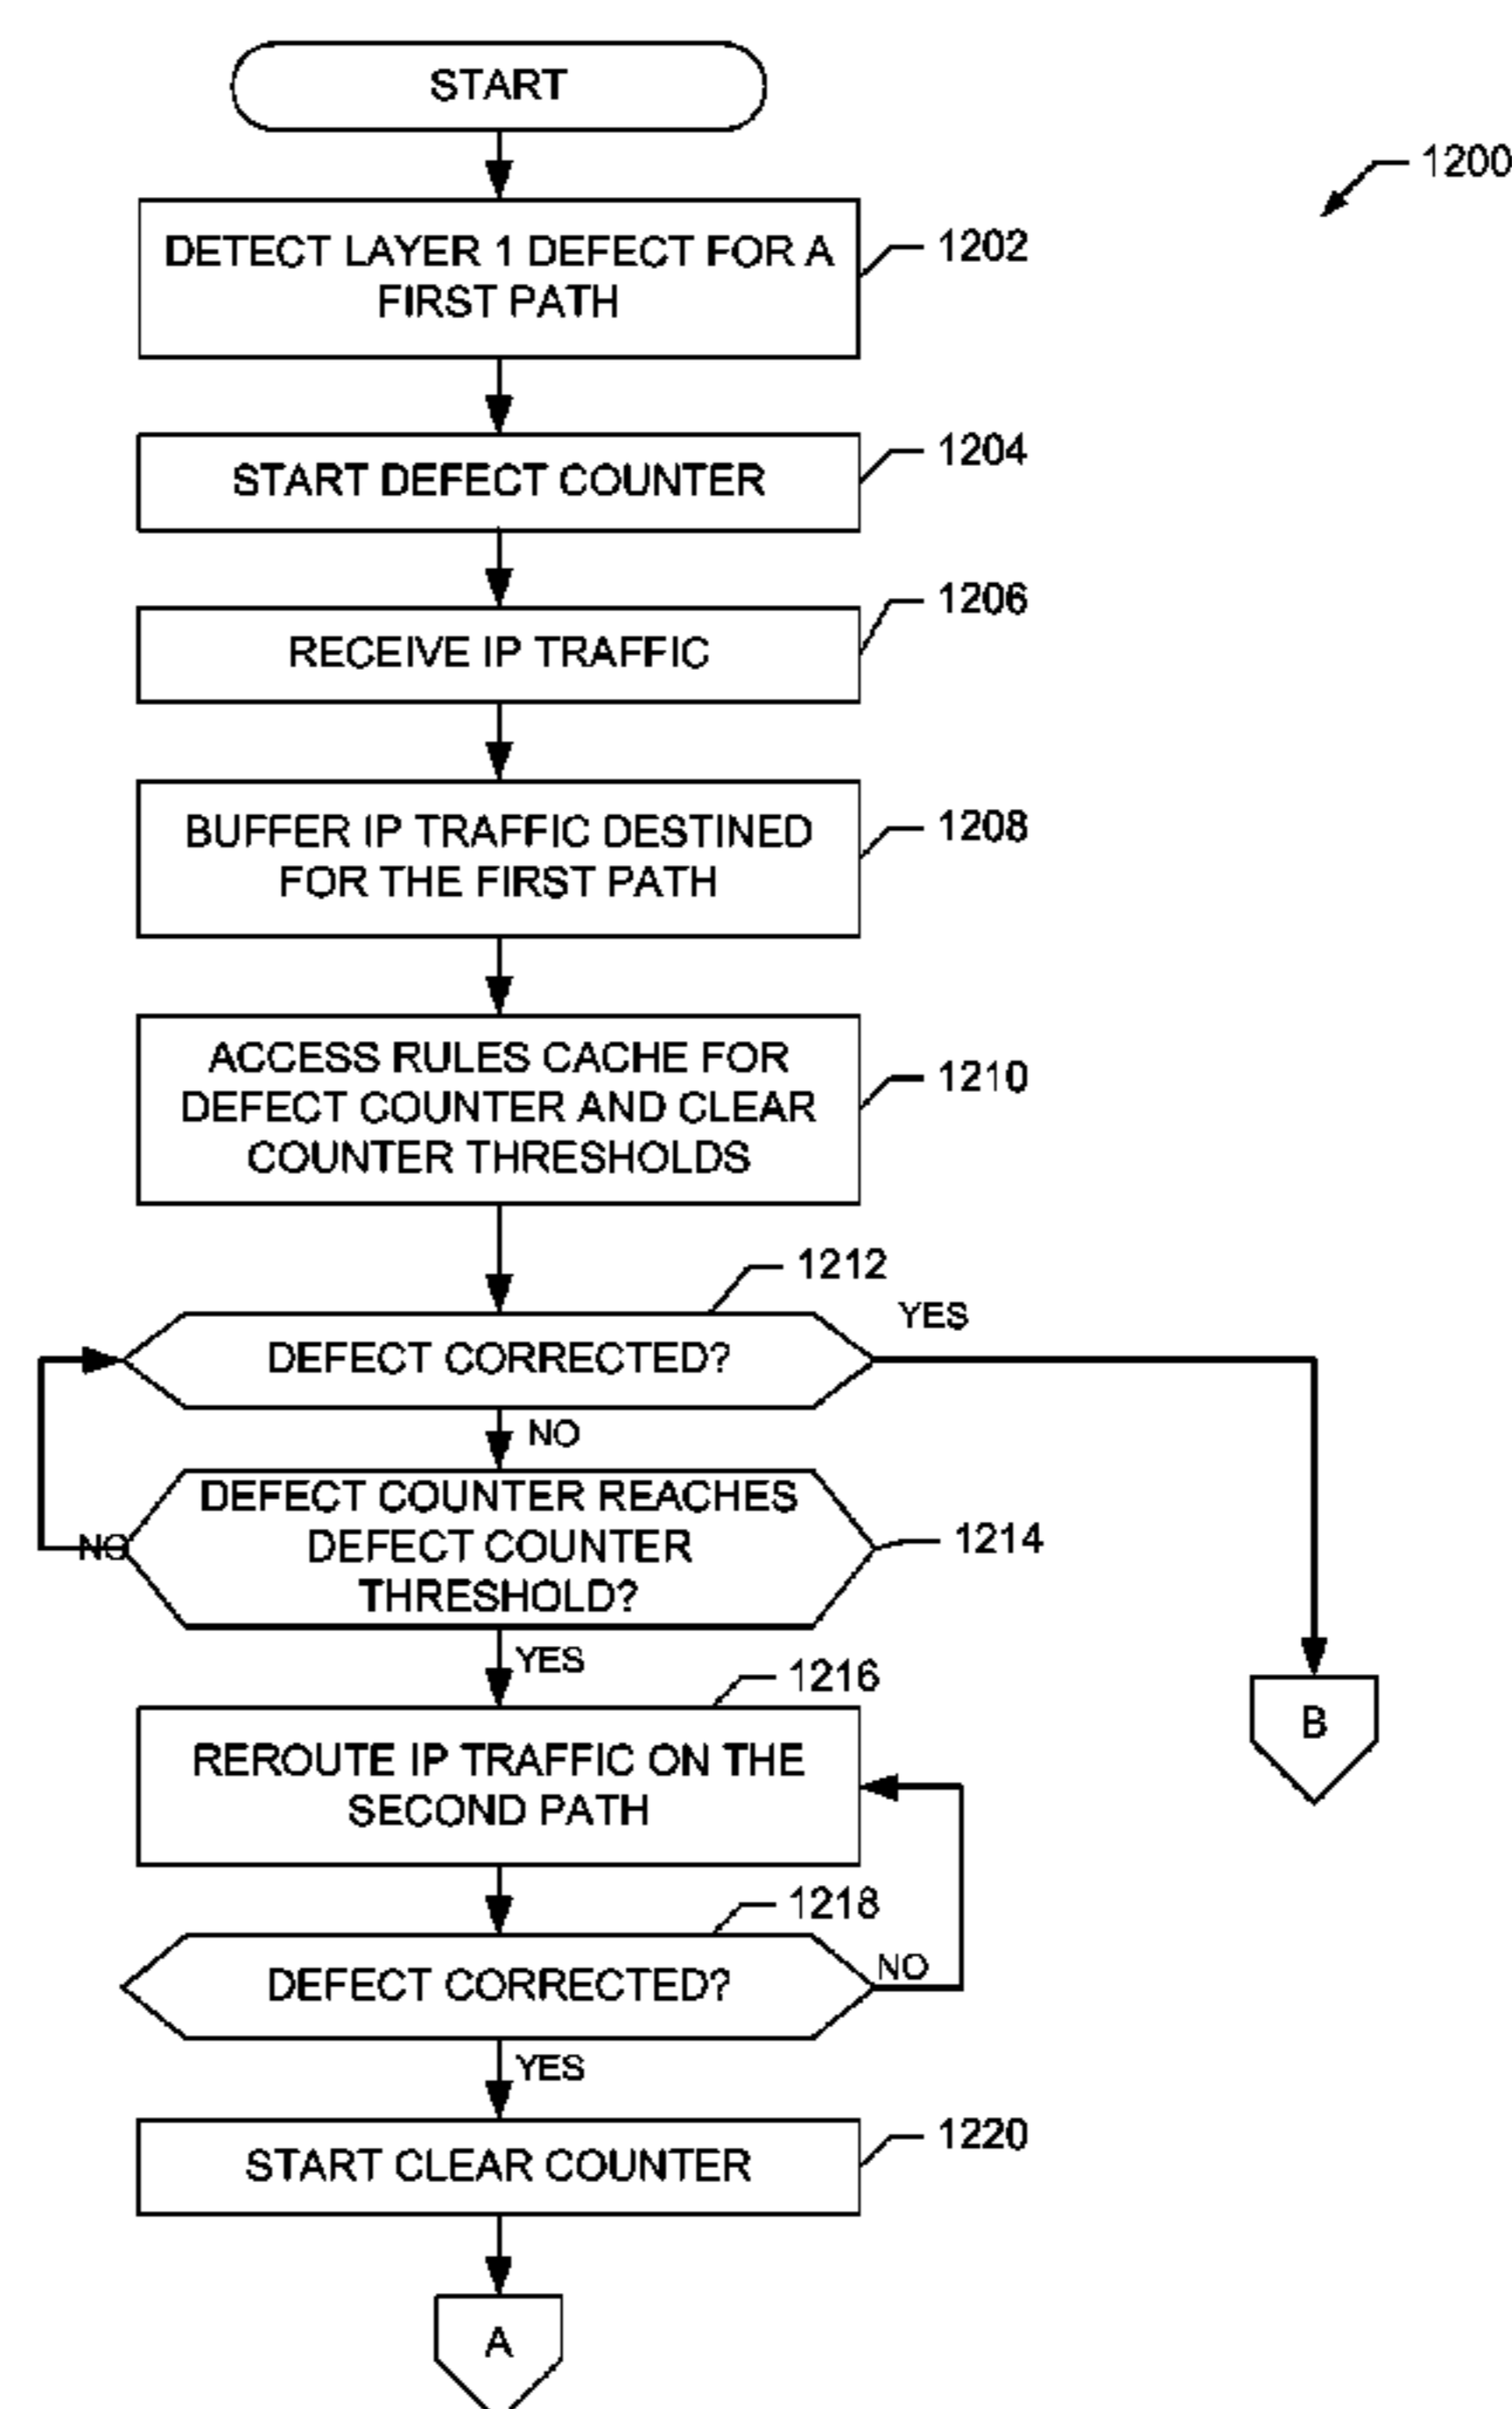 START
1200
DETECT LAYER 1 DEFECT FOR A
FIRST PATH
1202
START DEFECT COUNTER
1204
RECEIVE IP TRAFFIC
1206
BUFFER IP TRAFFIC DESTINED
FOR THE FIRST PATH
1208
ACCESS RULES CACHE FOR
DEFECT COUNTER AND CLEAR
COUNTER THRESHOLDS
1210
1212
DEFECT CORRECTED?
YES
NO
DEFECT COUNTER REACHES
DEFECT COUNTER
THRESHOLD?
1214
NO
YES
1216
REROUTE IP TRAFFIC ON THE
SECOND PATH
B
1218
DEFECT CORRECTED?
NO
YES
START CLEAR COUNTER
1220
A